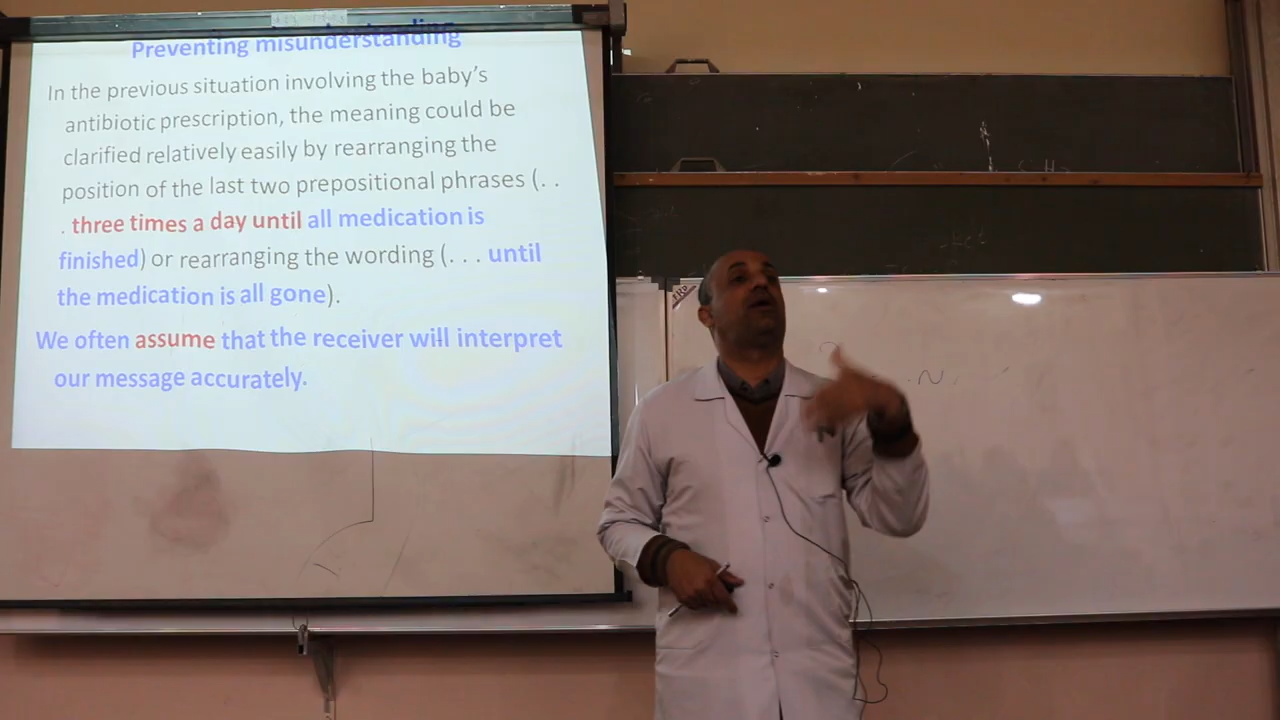 Preventing misunderstanding
In the previous situation involving the baby's
antibiotic prescription, the meaning could be
clarified relatively easily by rearranging the
position of the last two prepositional phrases (. .
. three times a day until all medication is
finished) or rearranging the wording (. . . until
the medication is all gone).
We often assume that the receiver will interpret
our message accurately.